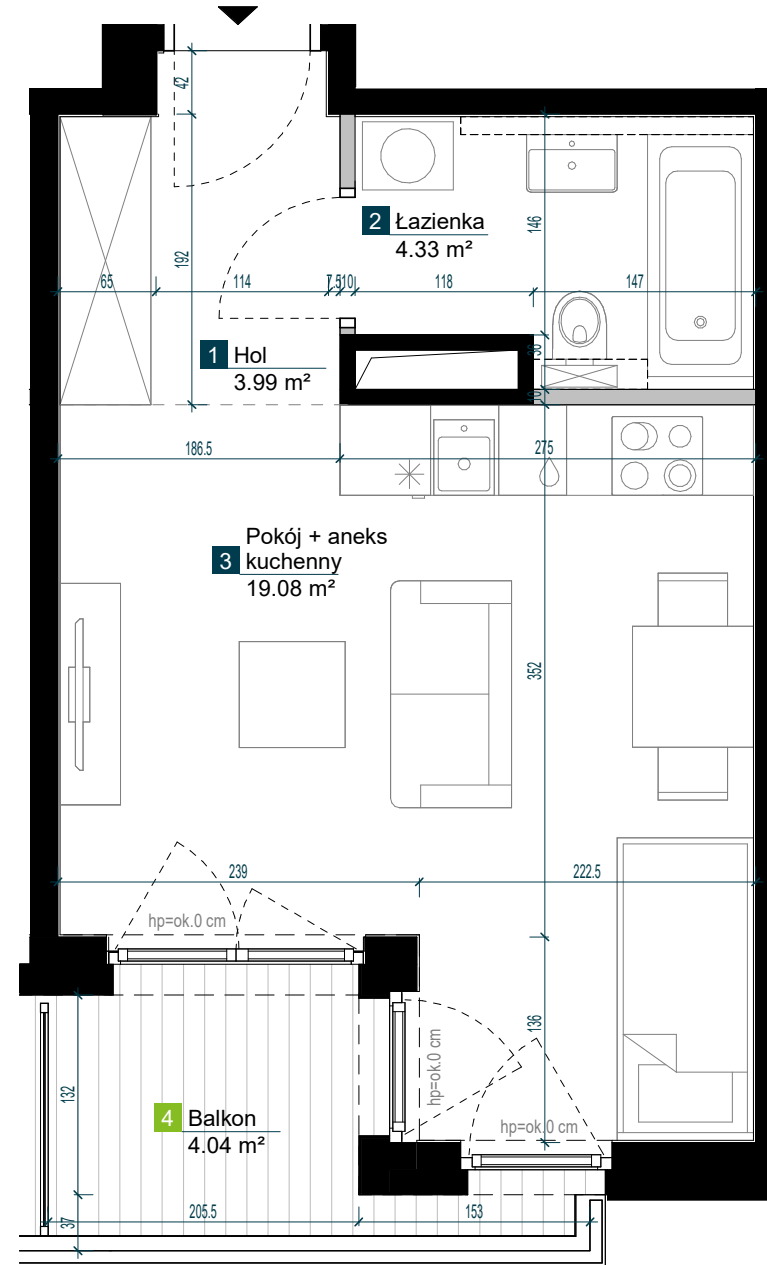 42
2 Łazienka
4.33 m²
146
192
65
114
7.5
10
118
147
1 Hol
3.99 m²
36
10
186.5
275
3 Pokój + aneks
kuchenny
19.08 m²
352
239
222.5
hp=ok.0 cm
136
hp=ok.0 cm
hp=ok.0 cm
132
4 Balkon
4.04 m²
205.5
153
37